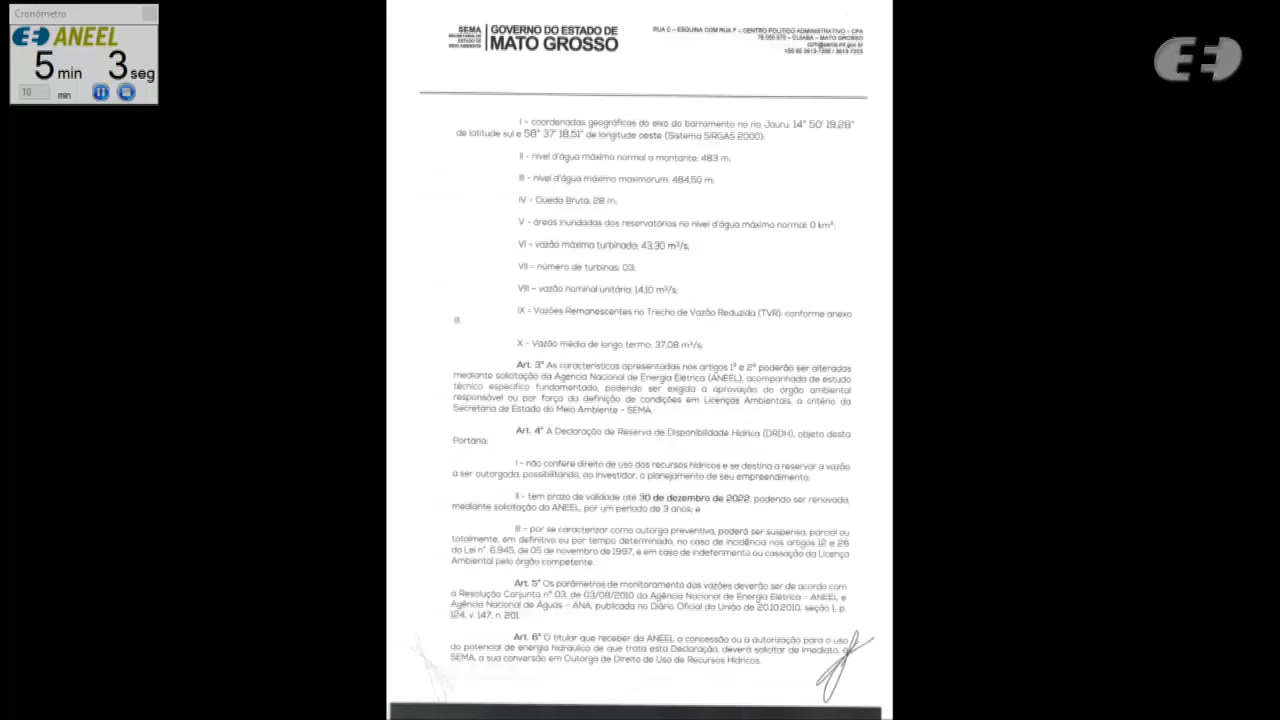 Cronômetro
ANEEL
5 min 3 seg
10 min
SEMA
SECRETARIA DE
ESTADO DE
MEIO AMBIENTE
GOVERNO DO ESTADO DE
MATO GROSSO
RUA C – ESQUINA COM RUA F – CENTRO POLÍTICO ADMINISTRATIVO – CPA
78.050-970 – CUIABÁ – MATO GROSSO
+55 65 3613-7200 / 3613-7203
I - coordenadas geográficas do eixo do barramento no rio Jauru: 14° 50' 19,28"
de latitude sul e 58° 37' 18,51" de longitude oeste (Sistema SIRGAS 2000);
II - nível d'água máximo normal a montante: 483 m;
III - nível d'água máximo maximorum: 484,50 m;
IV – Queda Bruta: 28 m;
V - áreas inundadas dos reservatórios no nível d'água máximo normal: 0 km²;
VI – vazão máxima turbinada: 43,30 m³/s;
VII – número de turbinas: 03;
VIII – vazão nominal unitária: 14,10 m³/s;
IX – Vazões Remanescentes no Trecho de Vazão Reduzida (TVR): conforme anexo
II;
X - Vazão média de longo termo: 37,08 m³/s;
Art. 3° As características apresentadas nos artigos 1° e 2° poderão ser alteradas
mediante solicitação da Agência Nacional de Energia Elétrica (ANEEL), acompanhada de estudo
técnico específico fundamentado, podendo ser exigida a aprovação do órgão ambiental
responsável ou por força da definição de condições em Licenças Ambientais, a critério da
Secretaria de Estado do Meio Ambiente - SEMA.
Art. 4° A Declaração de Reserva de Disponibilidade Hídrica (DRDH), objeto desta
Portaria:
I - não confere direito de uso dos recursos hídricos e se destina a reservar a vazão
a ser outorgada, possibilitando, ao investidor, o planejamento de seu empreendimento;
II - tem prazo de validade até 30 de dezembro de 2022, podendo ser renovada,
mediante solicitação da ANEEL, por um período de 3 anos; e
III – por se caracterizar como outorga preventiva, poderá ser suspensa, parcial ou
totalmente, em definitivo ou por tempo determinado, no caso de incidência nos artigos 12 e 26
da Lei n°. 6.945, de 05 de novembro de 1997, e em caso de indeferimento ou cassação da Licença
Ambiental pelo órgão competente.
Art. 5° Os parâmetros de monitoramento das vazões deverão ser de acordo com
a Resolução Conjunta n° 03, de 03/08/2010 da Agência Nacional de Energia Elétrica – ANEEL e
Agência Nacional de Águas – ANA, publicada no Diário Oficial da União de 20.10.2010, seção 1, p.
124, v. 147, n. 201.
Art. 6° O titular que receber da ANEEL a concessão ou a autorização para o uso
do potencial de energia hidráulica de que trata esta Declaração, deverá solicitar de imediato, à
SEMA, a sua conversão em Outorga de Direito de Uso de Recursos Hídricos.